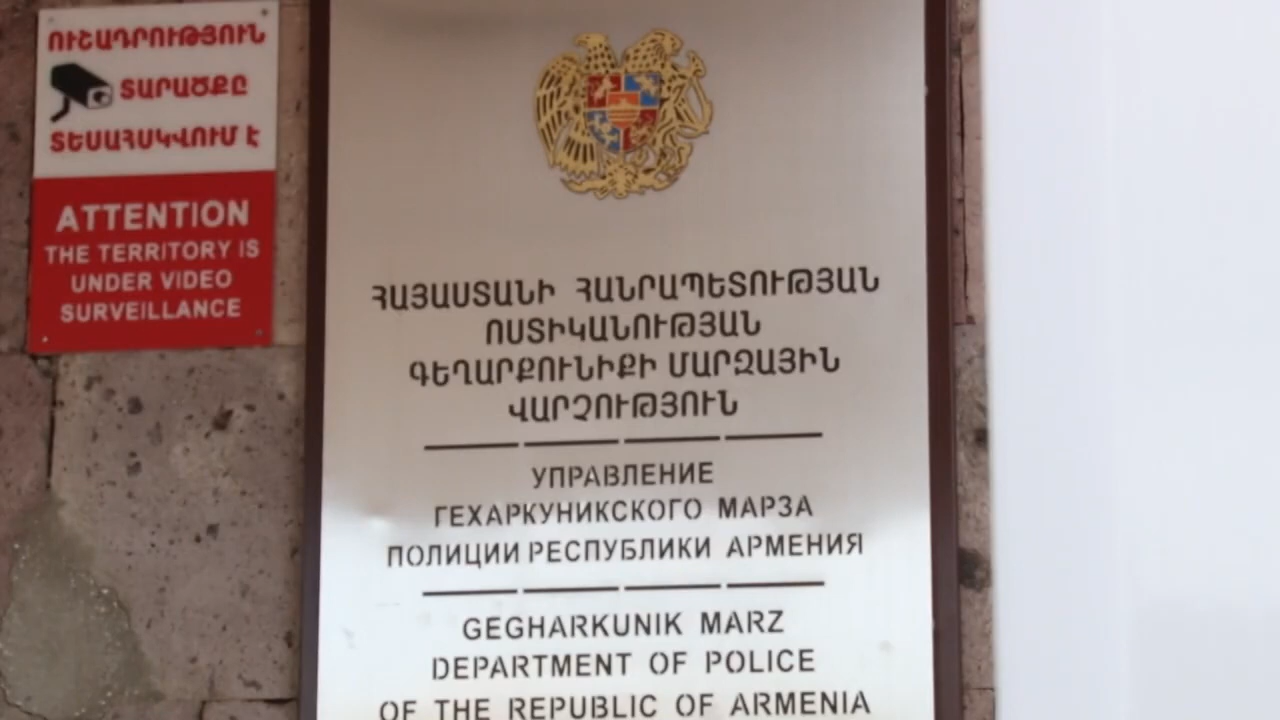 ՈՒՇԱԴՐՈՒԹՅՈՒՆ
ՏԱՐԱԾՔԸ
ՏԵՍԱՀՍԿՎՈՒՄ Է
ATTENTION
THE TERRITORY IS
UNDER VIDEO
SURVEILLANCE
ՀԱՅԱՍՏԱՆԻ ՀԱՆՐԱՊԵՏՈՒԹՅԱՆ
ՈՍՏԻԿԱՆՈՒԹՅԱՆ
ԳԵՂԱՐՔՈՒՆԻՔԻ ՄԱՐԶԱՅԻՆ
ՎԱՐՉՈՒԹՅՈՒՆ
УПРАВЛЕНИЕ
ГЕХАРКУНИКСКОГО МАРЗА
ПОЛИЦИИ РЕСПУБЛИКИ АРМЕНИЯ
GEGHARKUNIK MARZ
DEPARTMENT OF POLICE
OF THE REPUBLIC OF ARMENIA